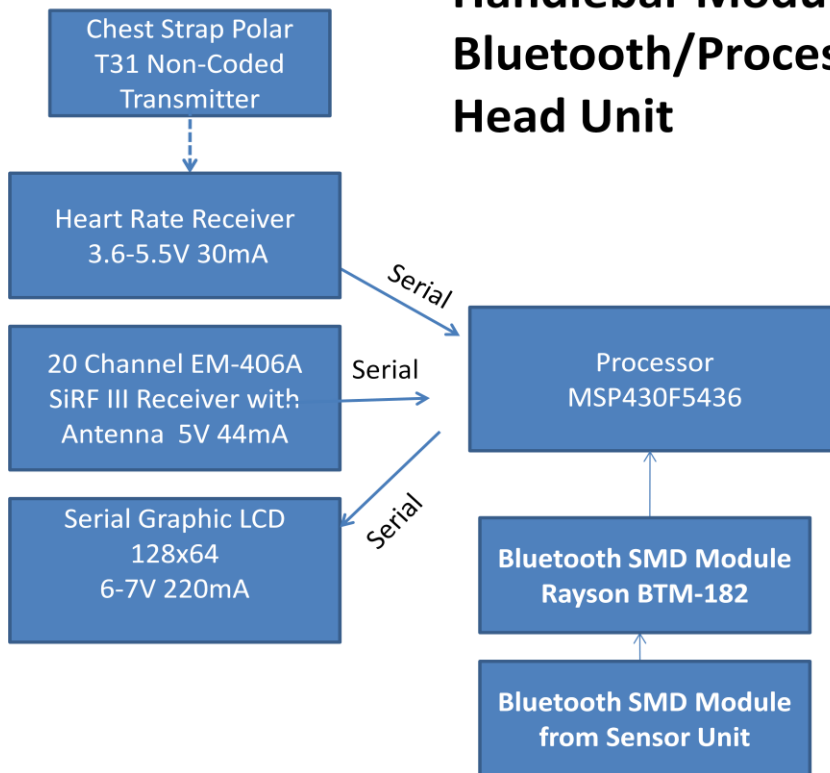 Bluetooth/
Head Unit
Chest Strap Polar
T31 Non-Coded
Transmitter
Heart Rate Receiver
3.6-5.5V 30mA
Serial
20 Channel EM-406A
SiRF III Receiver with
Antenna 5V 44mA
Serial
Processor
MSP430F5436
Serial Graphic LCD
128x64
6-7V 220mA
Serial
Bluetooth SMD Module
Rayson BTM-182
Bluetooth SMD Module
from Sensor Unit